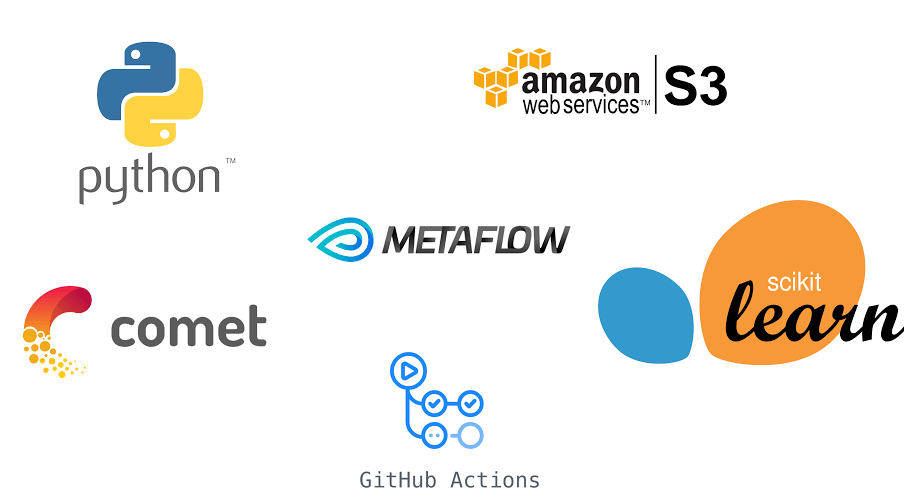 python™
amazon
web services™
S3
METAFLOW
scikit
learn
comet
GitHub Actions